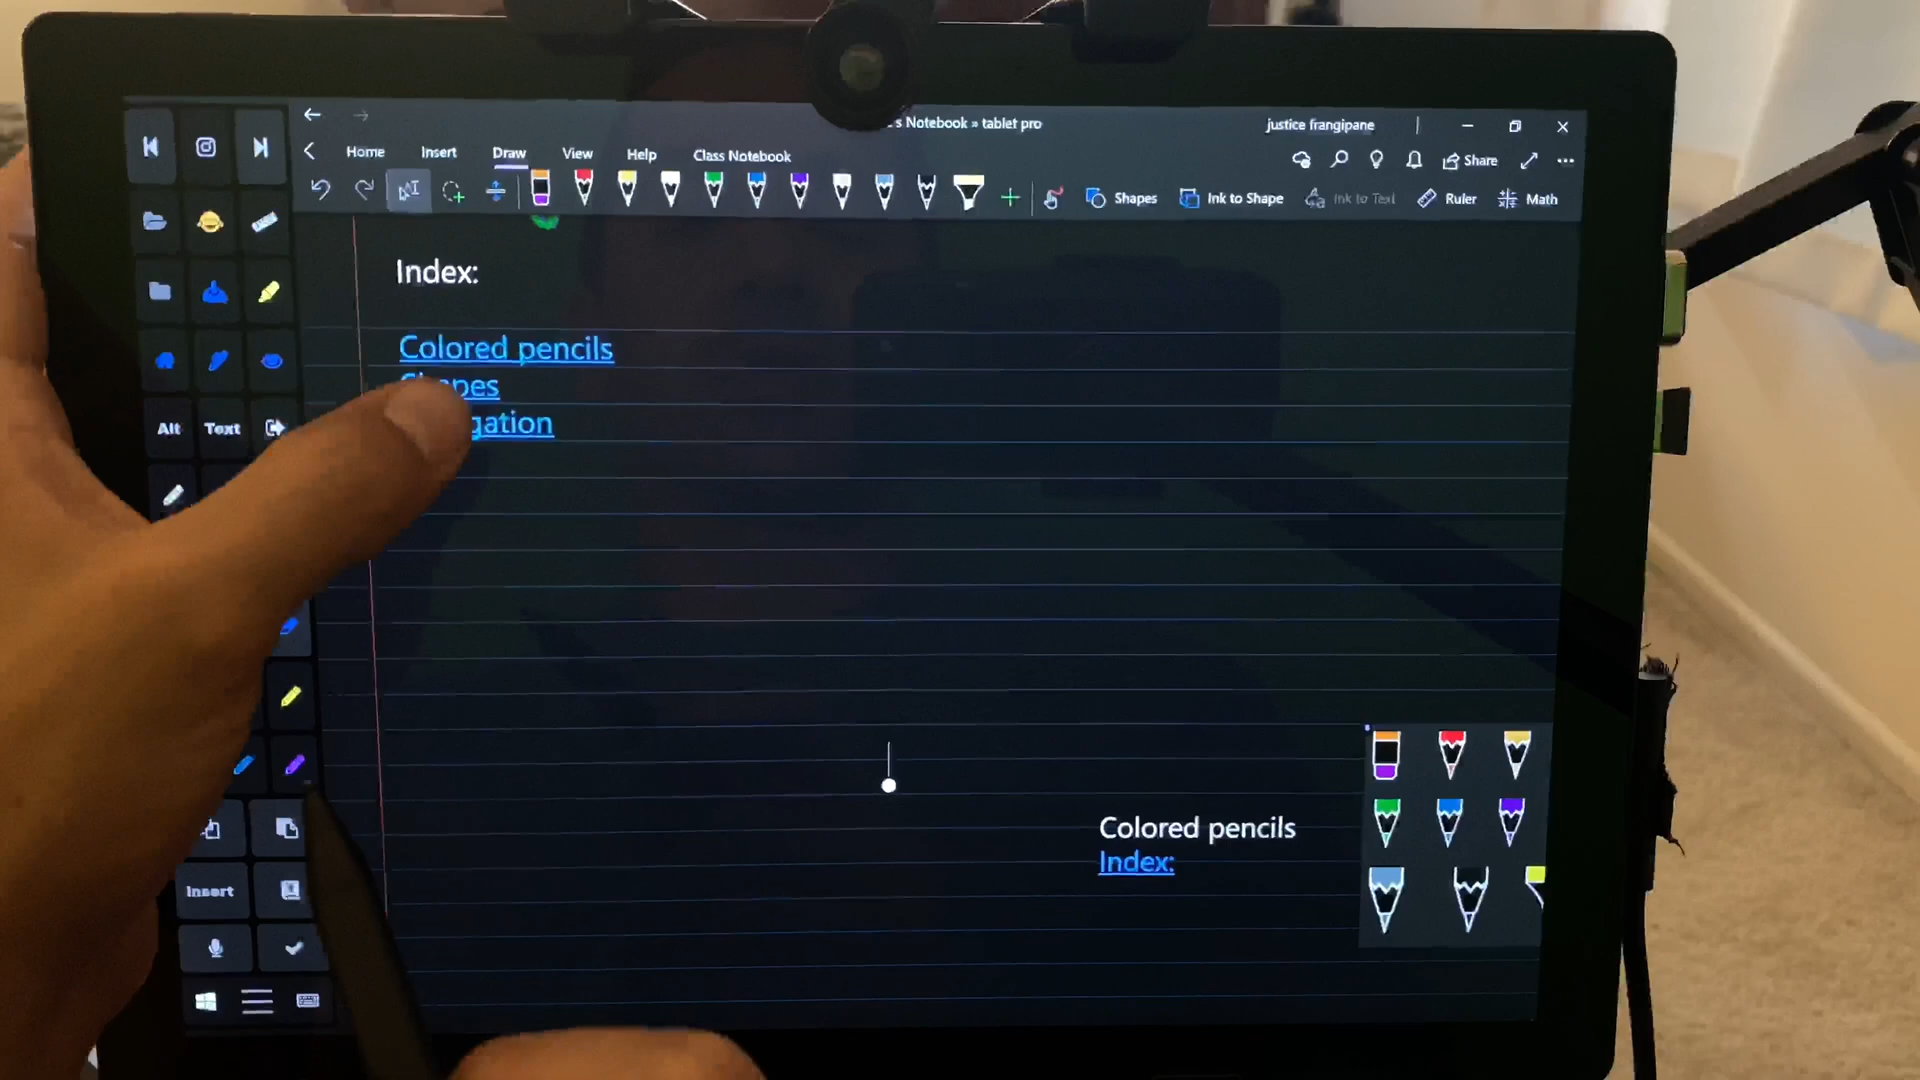 's Notebook » tablet pro
justice frangipane
Home Insert Draw View Help Class Notebook
Share
Shapes Ink to Shape Ink to Text Ruler Math
Index:
Colored pencils
Alt Text
Colored pencils
Index:
Insert